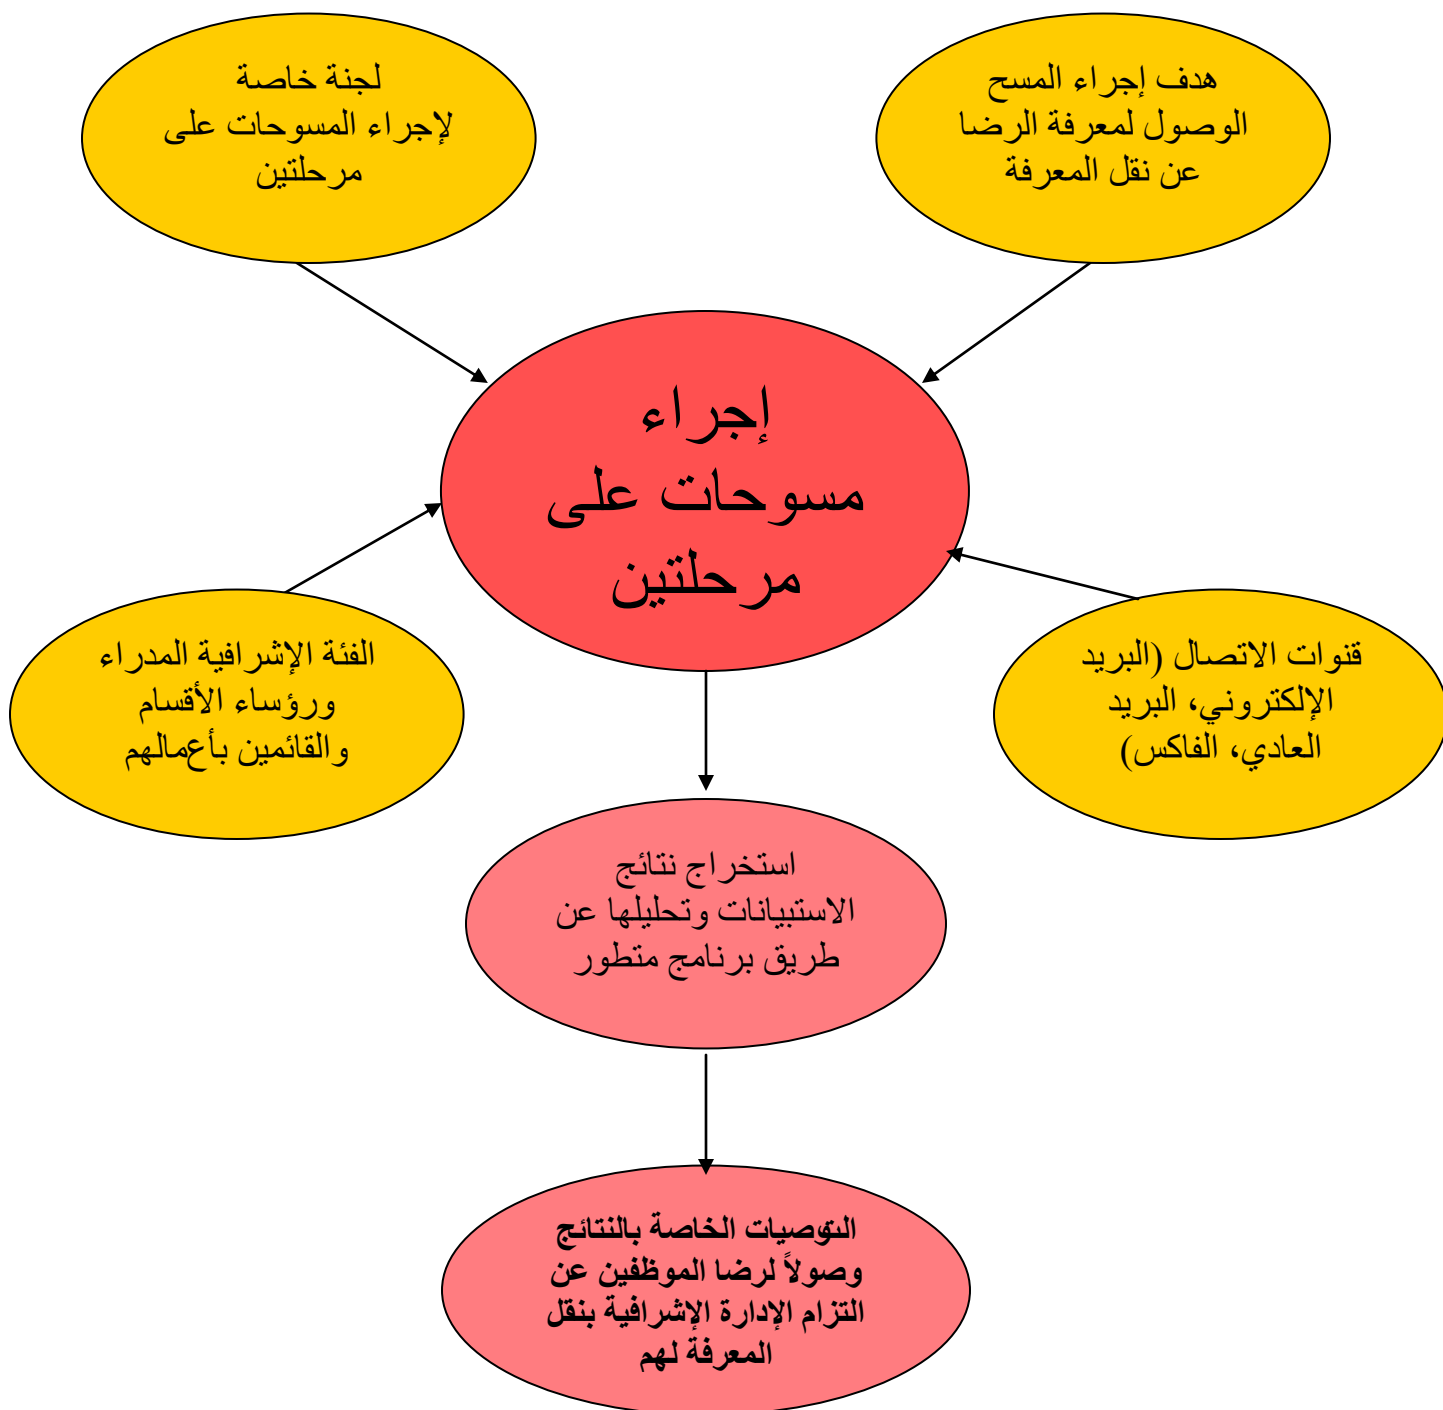 هدف إجراء المسح
الوصول لمعرفة الرضا
عن نقل المعرفة
لجنة خاصة
لإجراء المسوحات على
مرحلتين
إجراء
مسوحات على
مرحلتين
قنوات الاتصال (البريد
الإلكتروني، البريد
العادي، الفاكس)
الفئة الإشرافية المدراء
ورؤساء الأقسام
والقائمين بأعمالهم
استخراج نتائج
الاستبيانات وتحليلها عن
طريق برنامج متطور
التوصيات الخاصة بالنتائج
وصولاً لرضا الموظفين عن
التزام الإدارة الإشرافية بنقل
المعرفة لهم